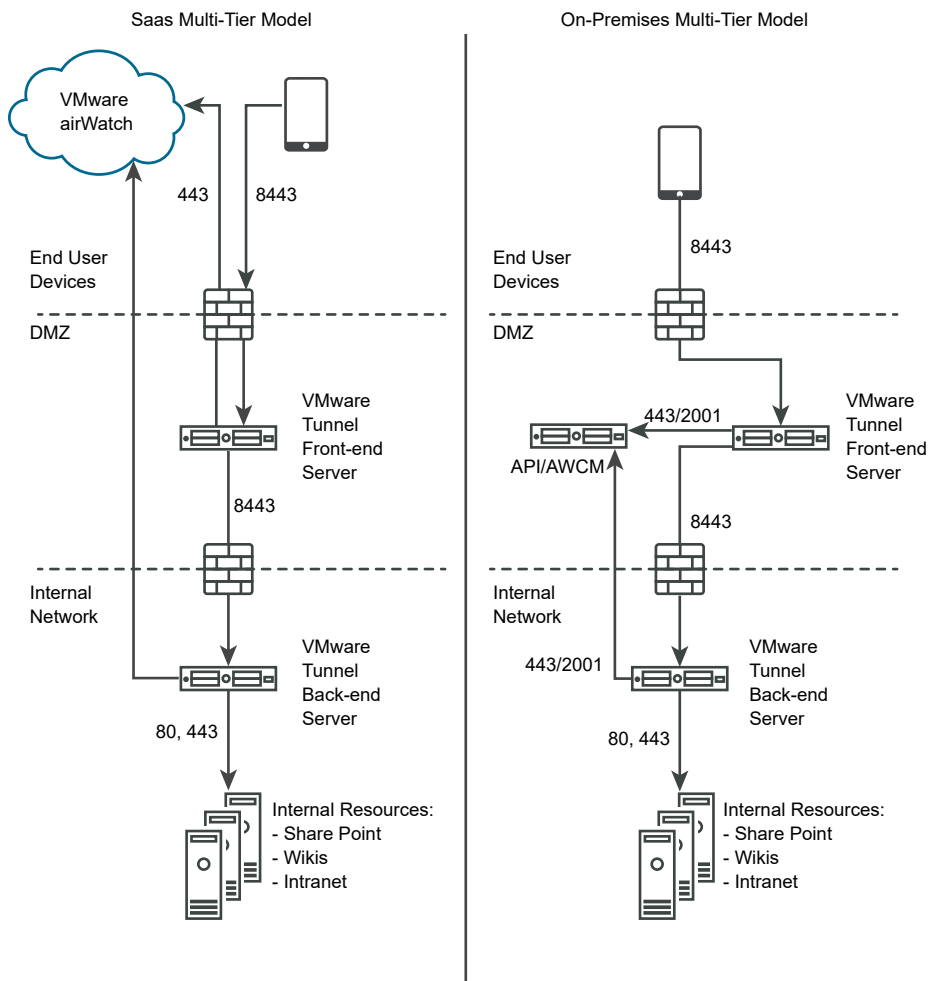 Saas Multi-Tier Model
VMware
airWatch
443
8443
End User
Devices
DMZ
VMware
Tunnel
Front-end
Server
8443
Internal
Network
VMware
Tunnel
Back-end
Server
80, 443
Internal Resources:
- Share Point
- Wikis
- Intranet
On-Premises Multi-Tier Model
8443
End User
Devices
DMZ
443/2001
API/AWCM
VMware
Tunnel
Front-end
Server
8443
Internal
Network
443/2001
VMware
Tunnel
Back-end
Server
80, 443
Internal Resources:
- Share Point
- Wikis
- Intranet